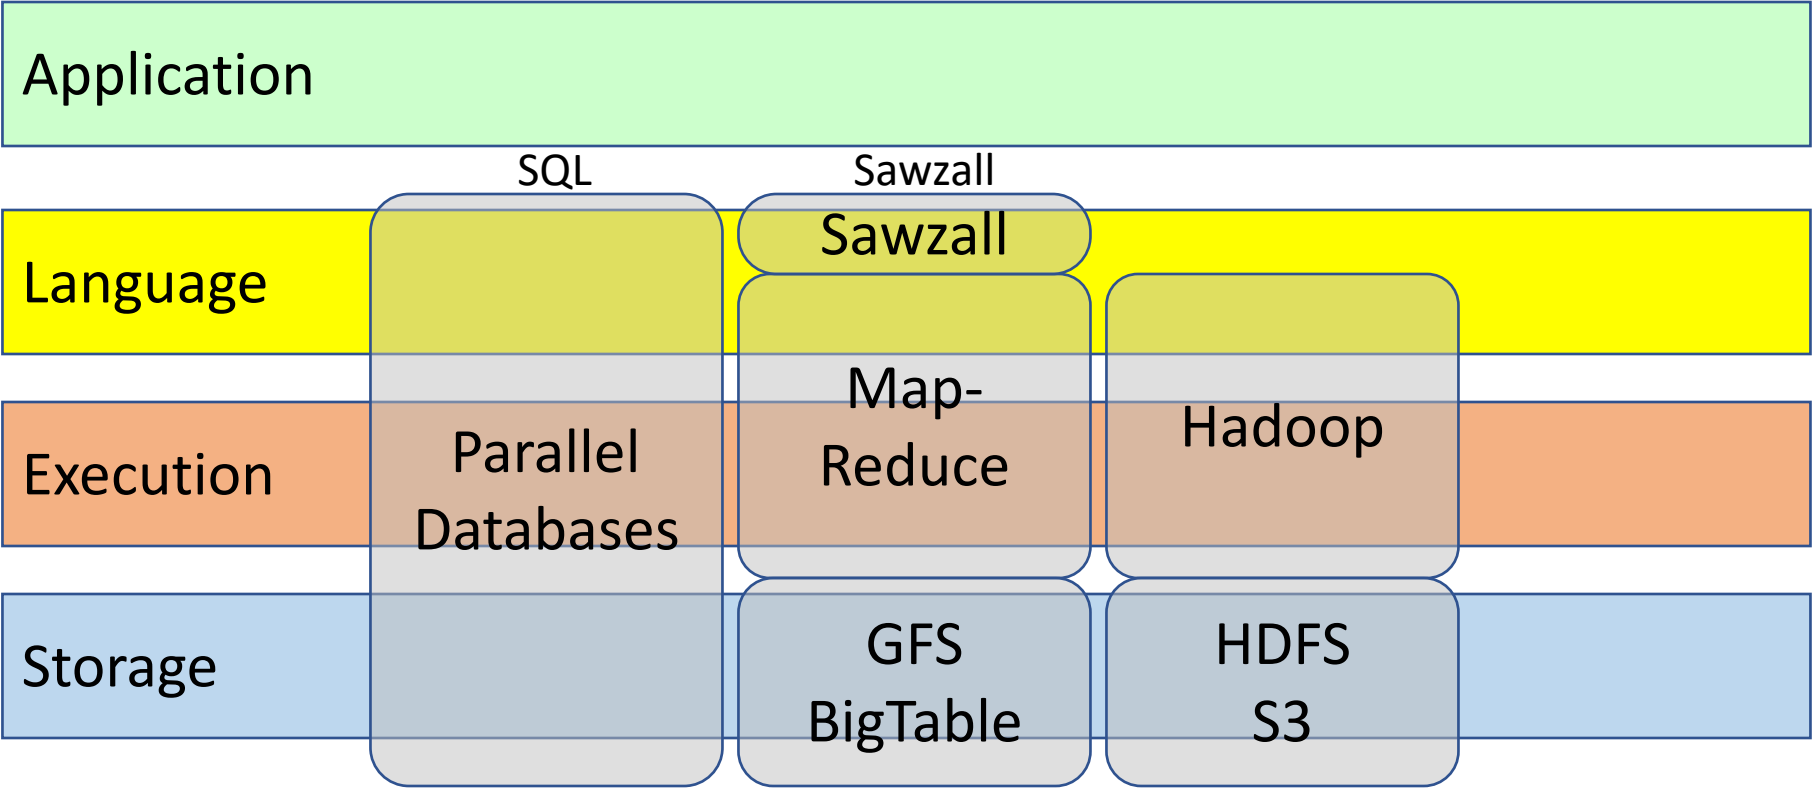 Application
SQL
Sawzall
Language
Sawzall
Map-
Reduce
Hadoop
Execution
Parallel
Databases
Storage
GFS
BigTable
HDFS
S3